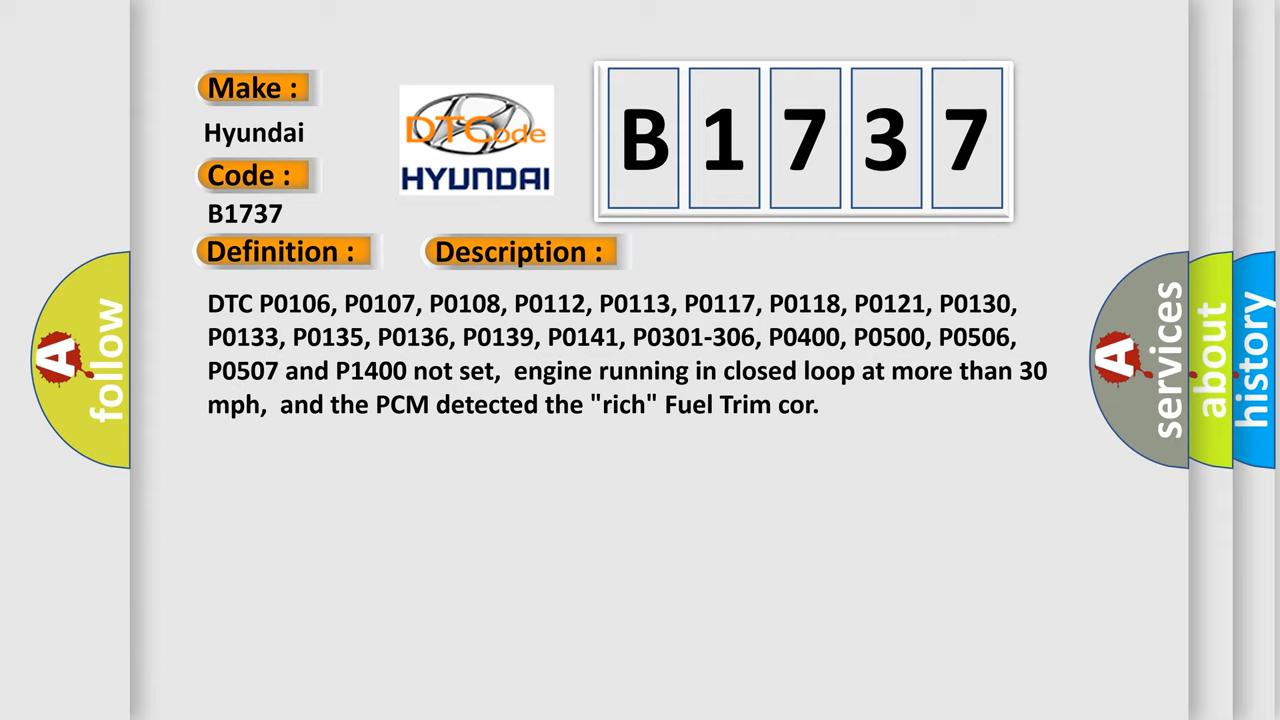 Make :
Hyundai
Code :
B1737
Definition :
Description :
DTCode
HYUNDAI
B 1 7 3 7
DTC P0106, P0107, P0108, P0112, P0113, P0117, P0118, P0121, P0130,
P0133, P0135, P0136, P0139, P0141, P0301-306, P0400, P0500, P0506,
P0507 and P1400 not set,  engine running in closed loop at more than 30
mph,  and the PCM detected the "rich" Fuel Trim cor.
A
follow
A
services
about
history